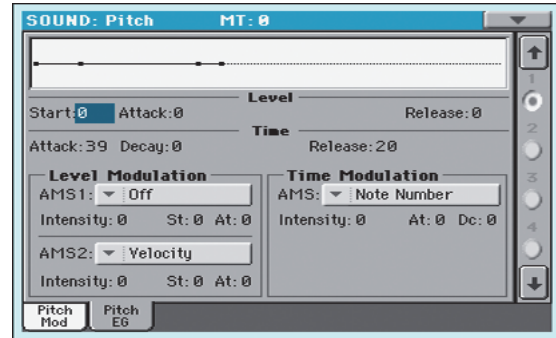 SOUND: Pitch MT: 0
Level
Start:0 Attack:0 Release:0
Time
Attack:39 Decay:0 Release:20
Level Modulation
AMS1: Off
Intensity:0 St:0 At:0
AMS2: Velocity
Intensity:0 St:0 At:0
Time Modulation
AMS: Note Number
Intensity:0 At:0 Dc:0
1
2
3
4
Pitch Mod
Pitch EG